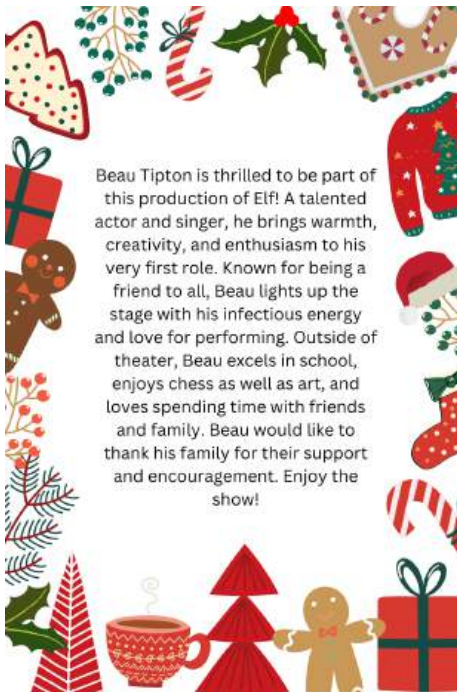 Beau Tipton is thrilled to be part of
this production of Elf! A talented
actor and singer, he brings warmth,
creativity, and enthusiasm to his
very first role. Known for being a
friend to all, Beau lights up the
stage with his infectious energy
and love for performing. Outside of
theater, Beau excels in school,
enjoys chess as well as art, and
loves spending time with friends
and family. Beau would like to
thank his family for their support
and encouragement. Enjoy the
show!